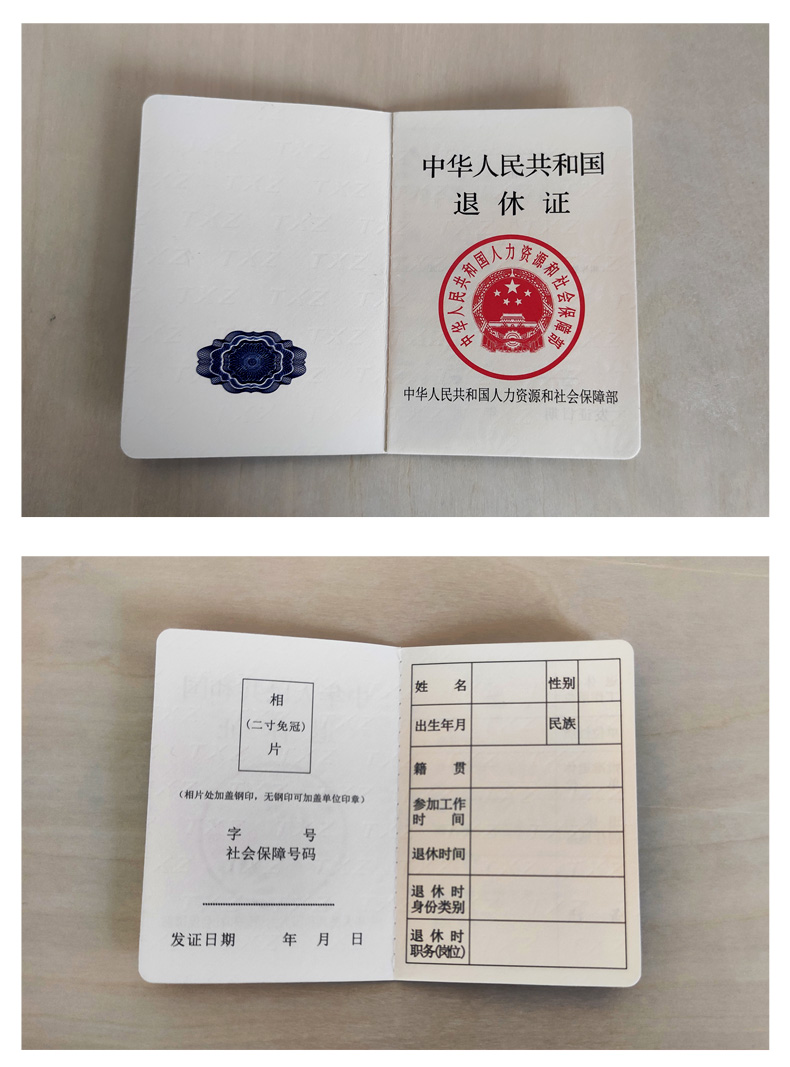 中华人民共和国
退休证
中华人民共和国人力资源和社会保障部
中华人民共和国人力资源和社会保障部
相
(二寸免冠)
片
(相片处加盖钢印，无钢印可加盖单位印章)
字 号
社会保障号码
发证日期 年 月 日
姓 名 性别
出生年月 民族
籍 贯
参加工作
时 间
退休时间
退 休 时
身份类别
退 休 时
职务(岗位)